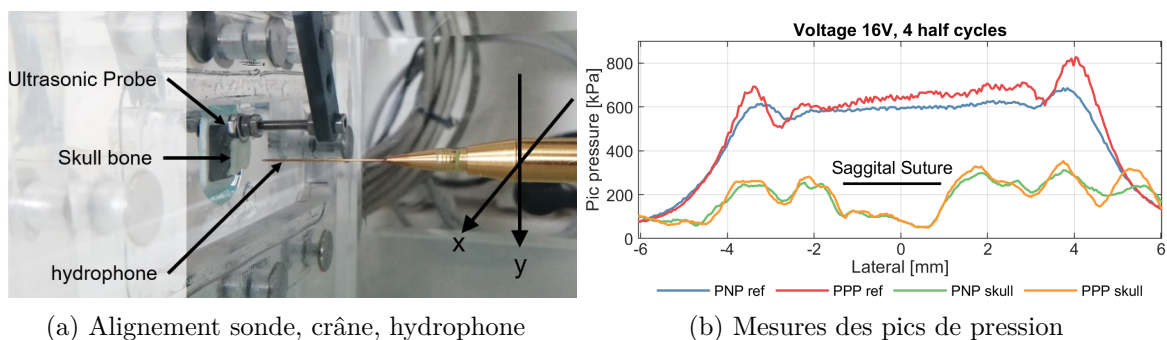 Ultrasonic Probe
Skull bone
hydrophone
x
y
(a) Alignement sonde, crâne, hydrophone
Voltage 16V, 4 half cycles
Pic pressure [kPa]
800
600
400
200
0
Saggital Suture
-6 -4 -2 0 2 4 6
Lateral [mm]
PNP ref PPP ref PNP skull PPP skull
(b) Mesures des pics de pression